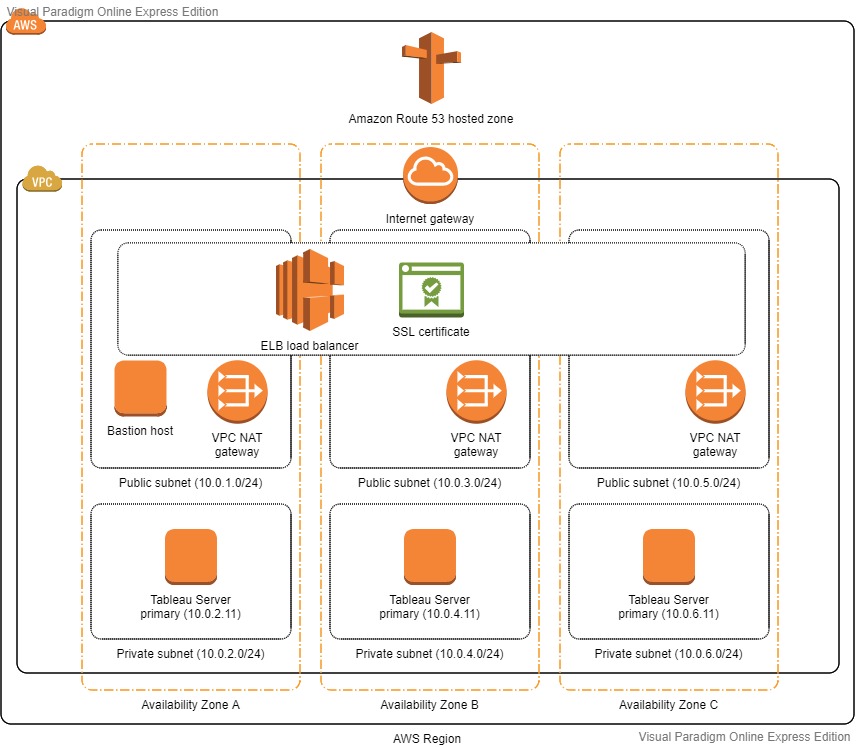 Visual Paradigm Online Express Edition
AWS
Amazon Route 53 hosted zone
VPC
Internet gateway
ELB load balancer
SSL certificate
Bastion host
VPC NAT
gateway
VPC NAT
gateway
VPC NAT
gateway
Public subnet (10.0.1.0/24)
Public subnet (10.0.3.0/24)
Public subnet (10.0.5.0/24)
Tableau Server
primary (10.0.2.11)
Tableau Server
primary (10.0.4.11)
Tableau Server
primary (10.0.6.11)
Private subnet (10.0.2.0/24)
Private subnet (10.0.4.0/24)
Private subnet (10.0.6.0/24)
Availability Zone A
Availability Zone B
Availability Zone C
AWS Region
Visual Paradigm Online Express Edition